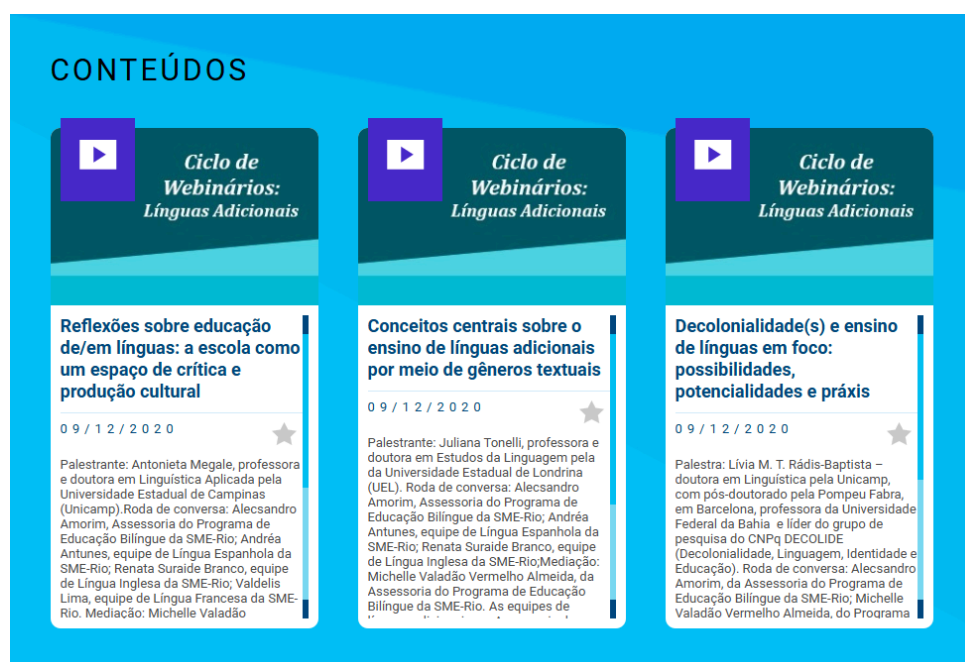 CONTEÚDOS
Ciclo de
Webinários:
Línguas Adicionais
Reflexões sobre educação
de/em línguas: a escola como
um espaço de crítica e
produção cultural
09/12/2020
Palestrante: Antonieta Megale, professora
e doutora em Linguística Aplicada pela
Universidade Estadual de Campinas
(Unicamp).Roda de conversa: Alecsandro
Amorim, Assessoria do Programa de
Educação Bilíngue da SME-Rio; Andréa
Antunes, equipe de Língua Espanhola da
SME-Rio; Renata Suraide Branco, equipe
de Língua Inglesa da SME-Rio; Valdelis
Lima, equipe de Língua Francesa da SME-
Rio. Mediação: Michelle Valadão
Ciclo de
Webinários:
Línguas Adicionais
Conceitos centrais sobre o
ensino de línguas adicionais
por meio de gêneros textuais
09/12/2020
Palestrante: Juliana Tonelli, professora e
doutora em Estudos da Linguagem pela
da Universidade Estadual de Londrina
(UEL). Roda de conversa: Alecsandro
Amorim, Assessoria do Programa de
Educação Bilíngue da SME-Rio; Andréa
Antunes, equipe de Língua Espanhola da
SME-Rio; Renata Suraide Branco, equipe
de Língua Inglesa da SME-Rio;Mediação:
Michelle Valadão Vermelho Almeida, da
Assessoria do Programa de Educação
Bilíngue da SME-Rio. As equipes de
Ciclo de
Webinários:
Línguas Adicionais
Decolonialidade(s) e ensino
de línguas em foco:
possibilidades,
potencialidades e práxis
09/12/2020
Palestra: Lívia M. T. Rádis-Baptista –
doutora em Linguística pela Unicamp,
com pós-doutorado pela Pompeu Fabra,
em Barcelona, professora da Universidade
Federal da Bahia e líder do grupo de
pesquisa do CNPq DECOLIDE
(Decolonialidade, Linguagem, Identidade e
Educação). Roda de conversa: Alecsandro
Amorim, da Assessoria do Programa de
Educação Bilíngue da SME-Rio; Michelle
Valadão Vermelho Almeida, do Programa